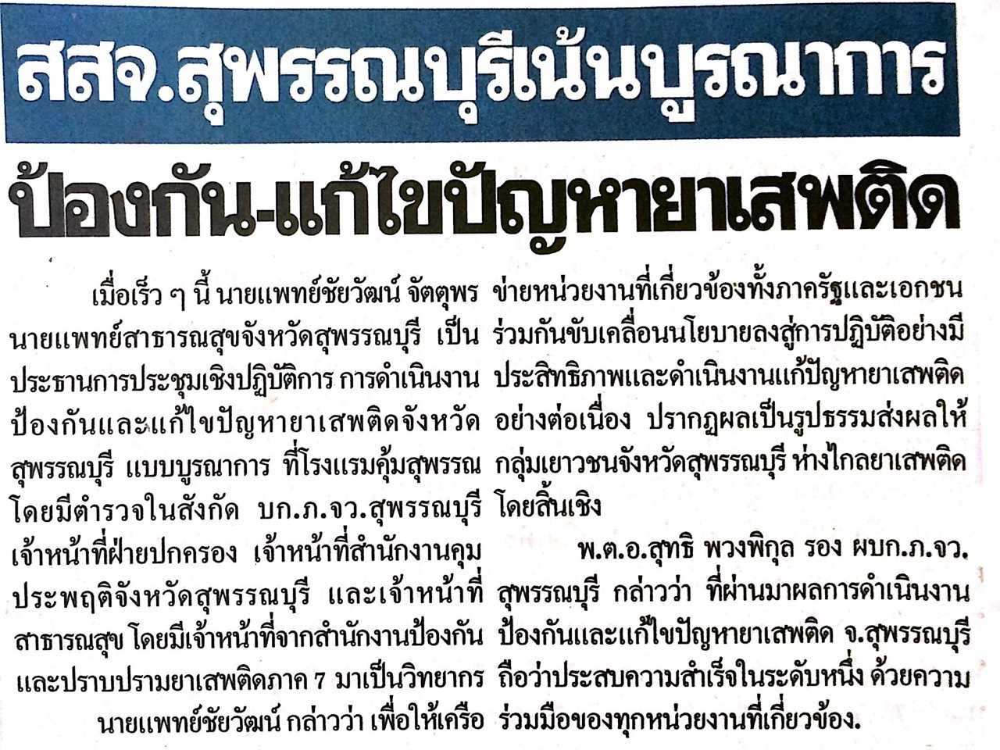 สสจ.สุพรรณบุรีเน้นบูรณาการ
ป้องกัน-แก้ไขปัญหายาเสพติด
เมื่อเร็ว ๆ นี้ นายแพทย์ชัยวัฒน์ จัตตุพร
นายแพทย์สาธารณสุขจังหวัดสุพรรณบุรี เป็น
ประธานการประชุมเชิงปฏิบัติการ การดำเนินงาน
ป้องกันและแก้ไขปัญหายาเสพติดจังหวัด
สุพรรณบุรี แบบบูรณาการ ที่โรงแรมคุ้มสุพรรณ
โดยมีตำรวจในสังกัด บก.ภ.จว.สุพรรณบุรี
เจ้าหน้าที่ฝ่ายปกครอง เจ้าหน้าที่สำนักงานคุม
ประพฤติจังหวัดสุพรรณบุรี และเจ้าหน้าที่
สาธารณสุข โดยมีเจ้าหน้าที่จากสำนักงานป้องกัน
และปราบปรามยาเสพติดภาค 7 มาเป็นวิทยากร
นายแพทย์ชัยวัฒน์ กล่าวว่า เพื่อให้เครือ
ข่ายหน่วยงานที่เกี่ยวข้องทั้งภาครัฐและเอกชน
ร่วมกันขับเคลื่อนนโยบายลงสู่การปฏิบัติอย่างมี
ประสิทธิภาพและดำเนินงานแก้ปัญหายาเสพติด
อย่างต่อเนื่อง ปรากฏผลเป็นรูปธรรมส่งผลให้
กลุ่มเยาวชนจังหวัดสุพรรณบุรี ห่างไกลยาเสพติด
โดยสิ้นเชิง
พ.ต.อ.สุทธิ พวงพิกุล รอง ผบก.ภ.จว.
สุพรรณบุรี กล่าวว่า ที่ผ่านมาผลการดำเนินงาน
ป้องกันและแก้ไขปัญหายาเสพติด จ.สุพรรณบุรี
ถือว่าประสบความสำเร็จในระดับหนึ่ง ด้วยความ
ร่วมมือของทุกหน่วยงานที่เกี่ยวข้อง.